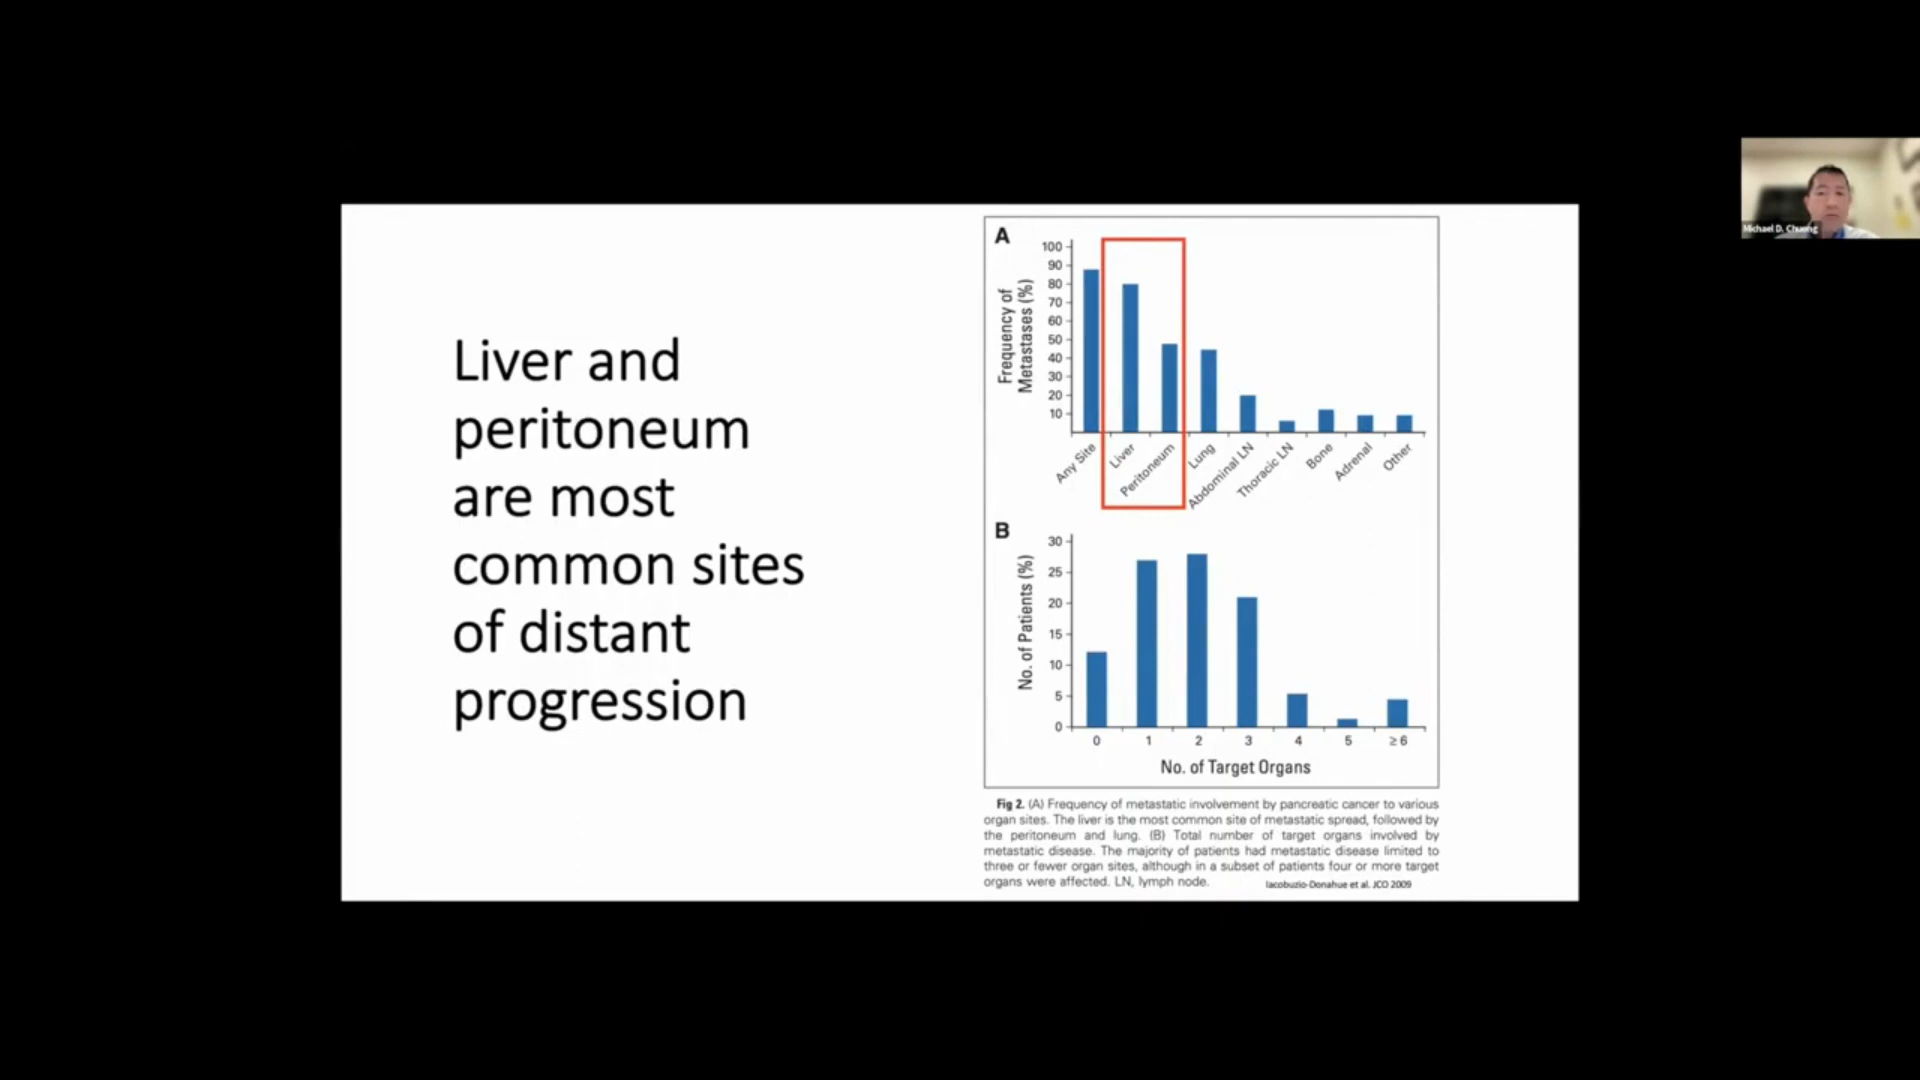 Liver and
peritoneum
are most
common sites
of distant
progression
A
Frequency of
Metastases (%)
100
90
80
70
60
50
40
30
20
10
Any Site
Liver
Peritoneum
Lung
Abdominal LN
Thoracic LN
Bone
Adrenal
Other
B
No. of Patients (%)
30
25
20
15
10
5
0
0 1 2 3 4 5 ≥ 6
No. of Target Organs
Fig 2. (A) Frequency of metastatic involvement by pancreatic cancer to various
organ sites. The liver is the most common site of metastatic spread, followed by
the peritoneum and lung. (B) Total number of target organs involved by
metastatic disease. The majority of patients had metastatic disease limited to
three or fewer organ sites, although in a subset of patients four or more target
organs were affected. LN, lymph node.
Iacobuzio-Donahue et al. JCO 2009
Michael D. Chuong